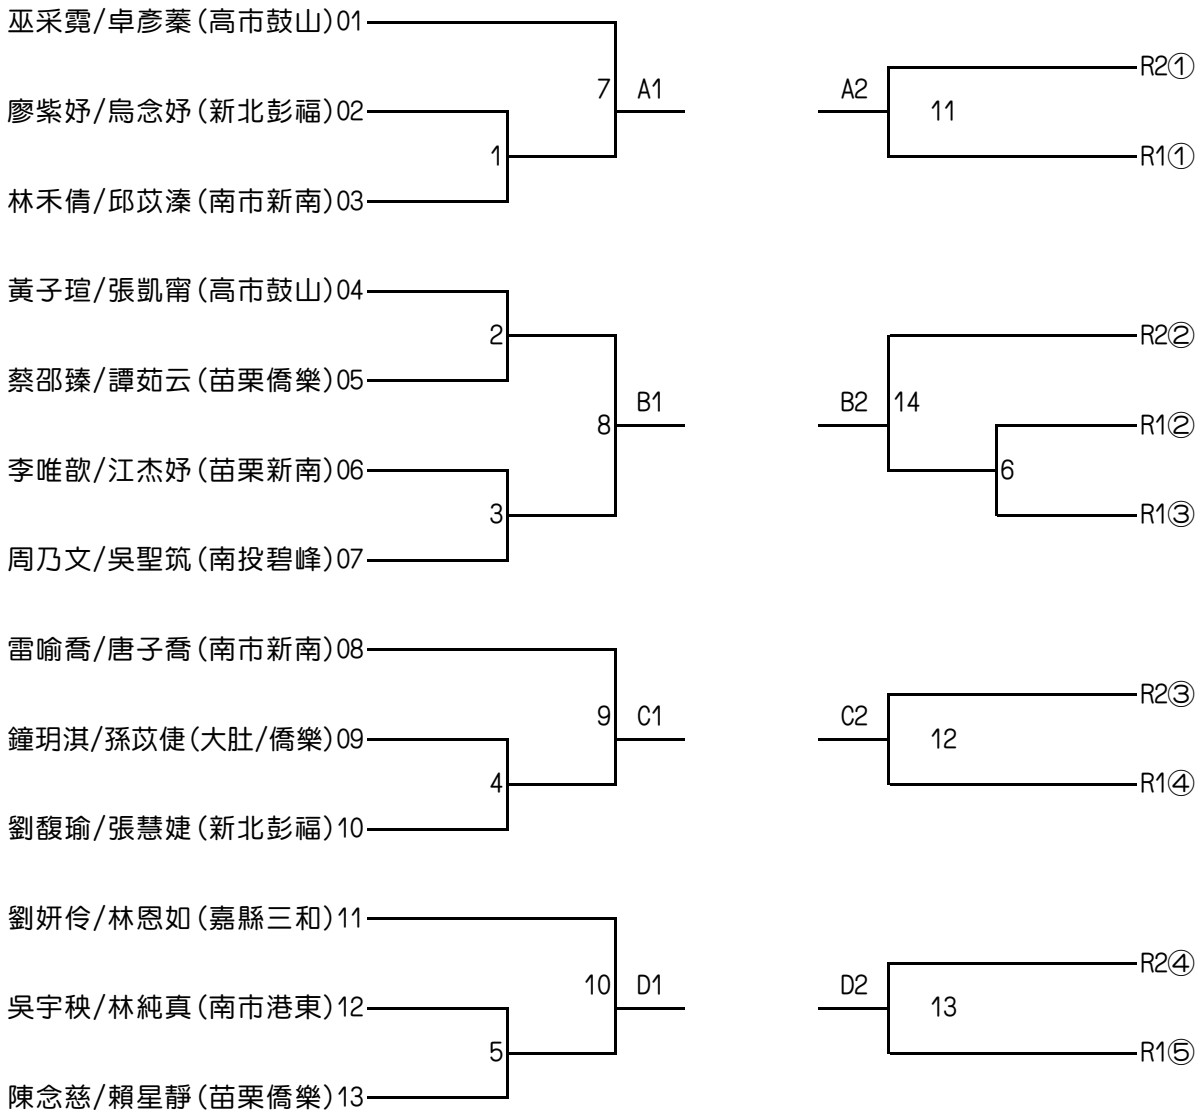 巫采霓/卓彥蓁(高市鼓山)01
R2①
7 A1 A2
廖紫妤/烏念妤(新北彭福)02
11
1
R1①
林禾倩/邱苡溱(南市新南)03
黃子瑄/張凱甯(高市鼓山)04
2
R2②
蔡邵臻/譚茹云(苗栗僑樂)05
B1 B2 14
8
R1②
李唯歆/江杰妤(苗栗新南)06
6
3
R1③
周乃文/吳聖筑(南投碧峰)07
雷喻喬/唐子喬(南市新南)08
R2③
9 C1 C2
鐘玥淇/孫苡倢(大肚/僑樂)09
12
4
R1④
劉馥瑜/張慧婕(新北彭福)10
劉妍伶/林恩如(嘉縣三和)11
R2④
10 D1 D2
吳宇秧/林純真(南市港東)12
13
5
R1⑤
陳念慈/賴星靜(苗栗僑樂)13